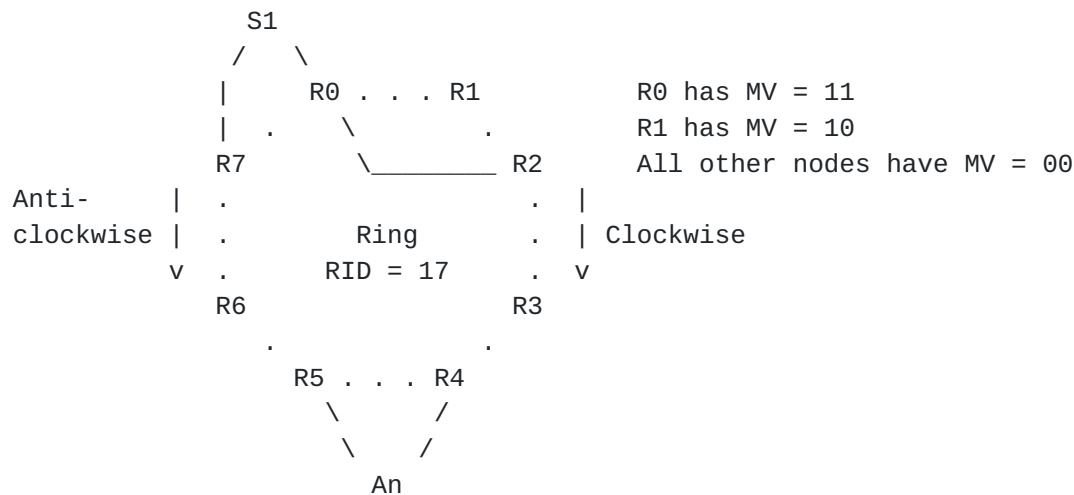 S1
R0 . . . R1 R0 has MV = 11
R1 has MV = 10
R7 R2 All other nodes have MV = 00
Anti-
clockwise Ring Clockwise
RID = 17
R6 R3
R5 . . . R4
An